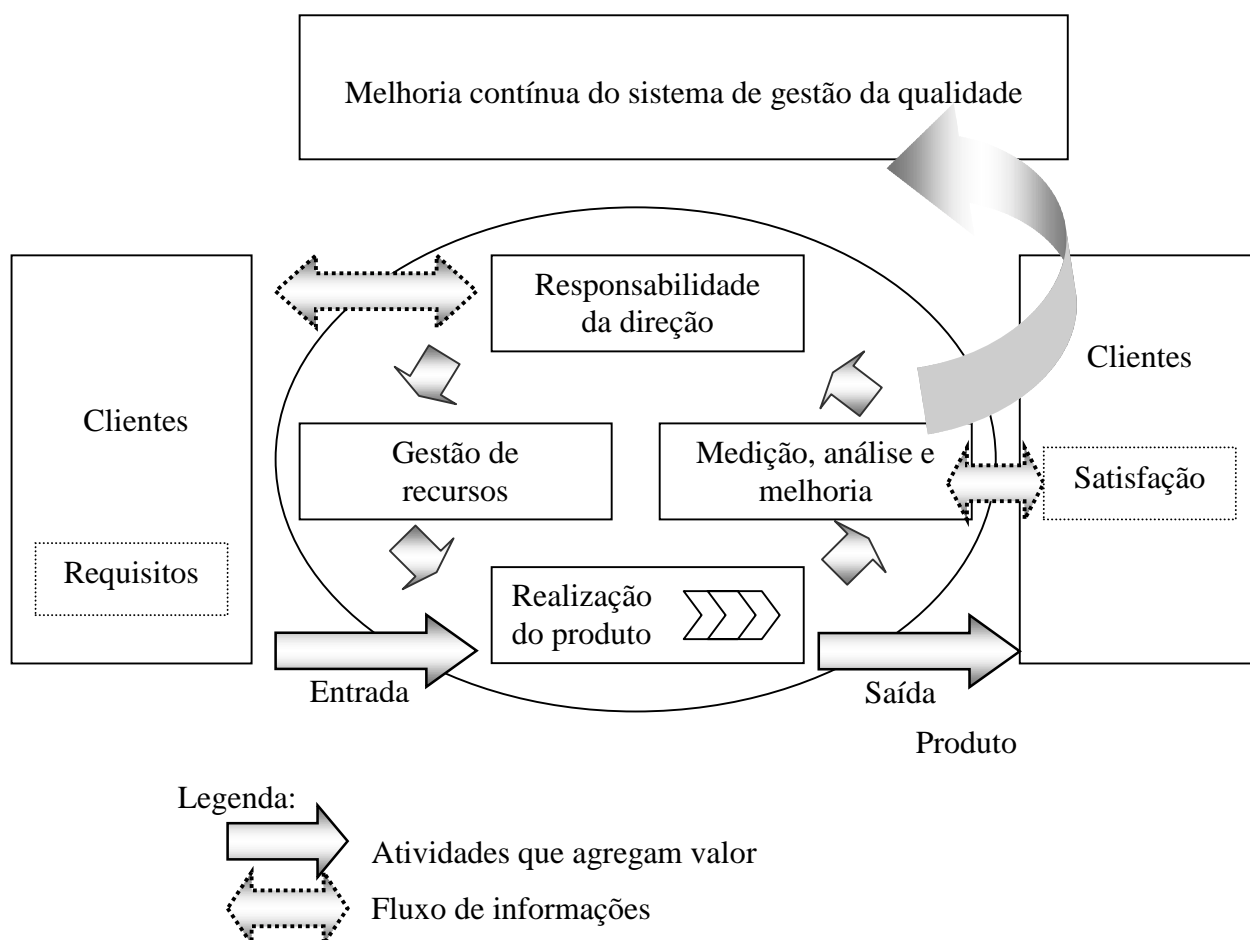 Melhoria contínua do sistema de gestão da qualidade
Responsabilidade
da direção
Clientes
Clientes
Gestão de
recursos
Medição, análise e
melhoria
Satisfação
Requisitos
Realização
do produto
Entrada
Saída
Produto
Legenda:
Atividades que agregam valor
Fluxo de informações